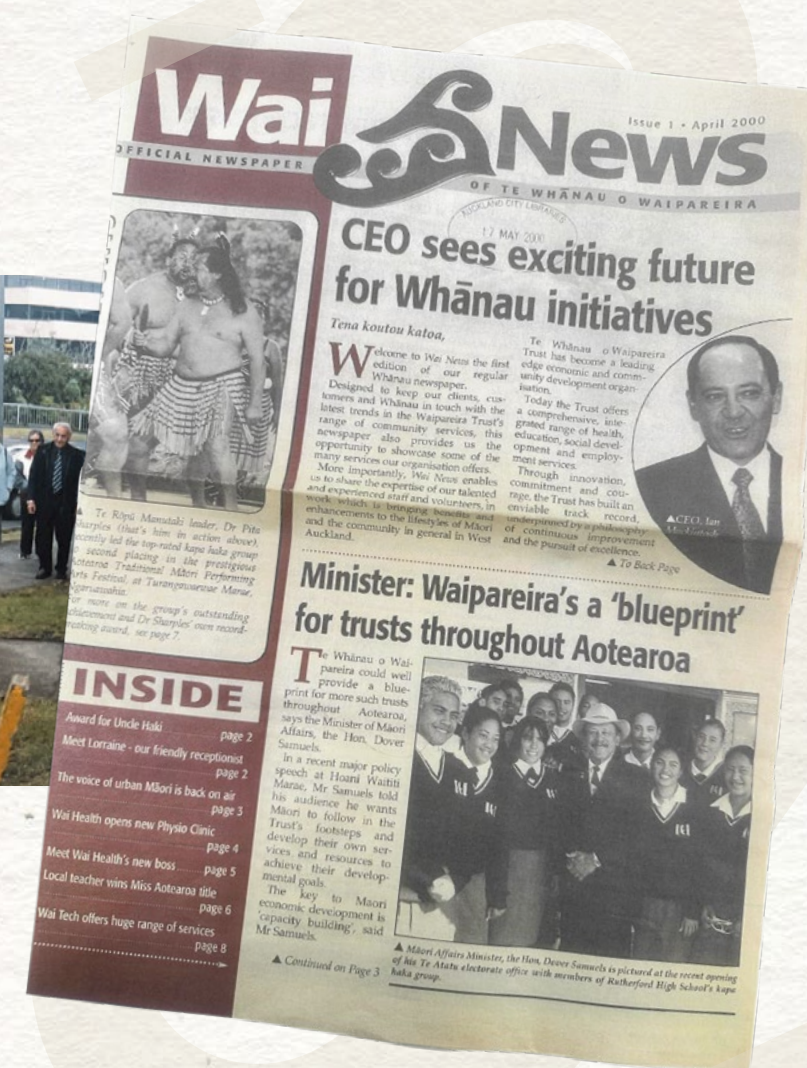 Wai News
Issue 1 • April 2000
OFFICIAL NEWSPAPER
OF TE WHĀNAU O WAIPAREIRA
AUCKLAND CITY LIBRARIES
17 MAY 2000
▲ Te Rōpū Manutaki leader, Dr Pita
Sharples (that's him in action above),
recently led the top-rated kapa haka group
to second placing in the prestigious
Aotearoa Traditional Māori Performing
Arts Festival, at Turangawaewae Marae,
Ngaruawahia.
For more on the group's outstanding
achievement and Dr Sharples' own record-
breaking award, see page 7.
INSIDE
Award for Uncle Haki
page 2
Meet Lorraine - our friendly receptionist
page 2
The voice of urban Māori is back on air
page 3
Wai Health opens new Physio Clinic
page 4
Meet Wai Health's new boss page 5
Local teacher wins Miss Aotearoa title
page 6
Wai Tech offers huge range of services
page 8
CEO sees exciting future
for Whānau initiatives
Tena koutou katoa,
Welcome to Wai News the first
edition of our regular
Whānau newspaper.
Designed to keep our clients, cus-
tomers and Whānau in touch with the
latest trends in the Waipareira Trust's
range of community services, this
newspaper also provides us the
opportunity to showcase some of the
many services our organisation offers.
More importantly, Wai News enables
us to share the expertise of our talented
and experienced staff and volunteers, in
work which is bringing benefits and
enhancements to the lifestyles of Māori
and the community in general in West
Auckland.
Te Whānau o Waipareira
Trust has become a leading
edge economic and comm-
unity development organ-
isation.
Today the Trust offers
a comprehensive, inte-
grated range of health,
education, social devel-
opment and employ-
ment services.
Through innovation,
commitment and cou-
rage, the Trust has built an
enviable track record,
underpinned by a philosophy
of continuous improvement
and the pursuit of excellence.
▲ To Back Page
▲CEO, Ian
Minister: Waipareira's a 'blueprint'
for trusts throughout Aotearoa
Te Whānau o Wai-
pareira could well
provide a blue-
print for more such trusts
throughout Aotearoa,
says the Minister of Māori
Affairs, the Hon. Dover
Samuels.
In a recent major policy
speech at Hoani Waititi
Marae, Mr Samuels told
his audience he wants
Māori to follow in the
Trust's footsteps and
develop their own ser-
vices and resources to
achieve their develop-
mental goals.
The key to Maori
economic development is
'capacity building', said
Mr Samuels.
▲ Continued on Page 3
▲ Māori Affairs Minister, the Hon. Dover Samuels is pictured at the recent opening
of his Te Atatu electorate office with members of Rutherford High School's kapa
haka group.